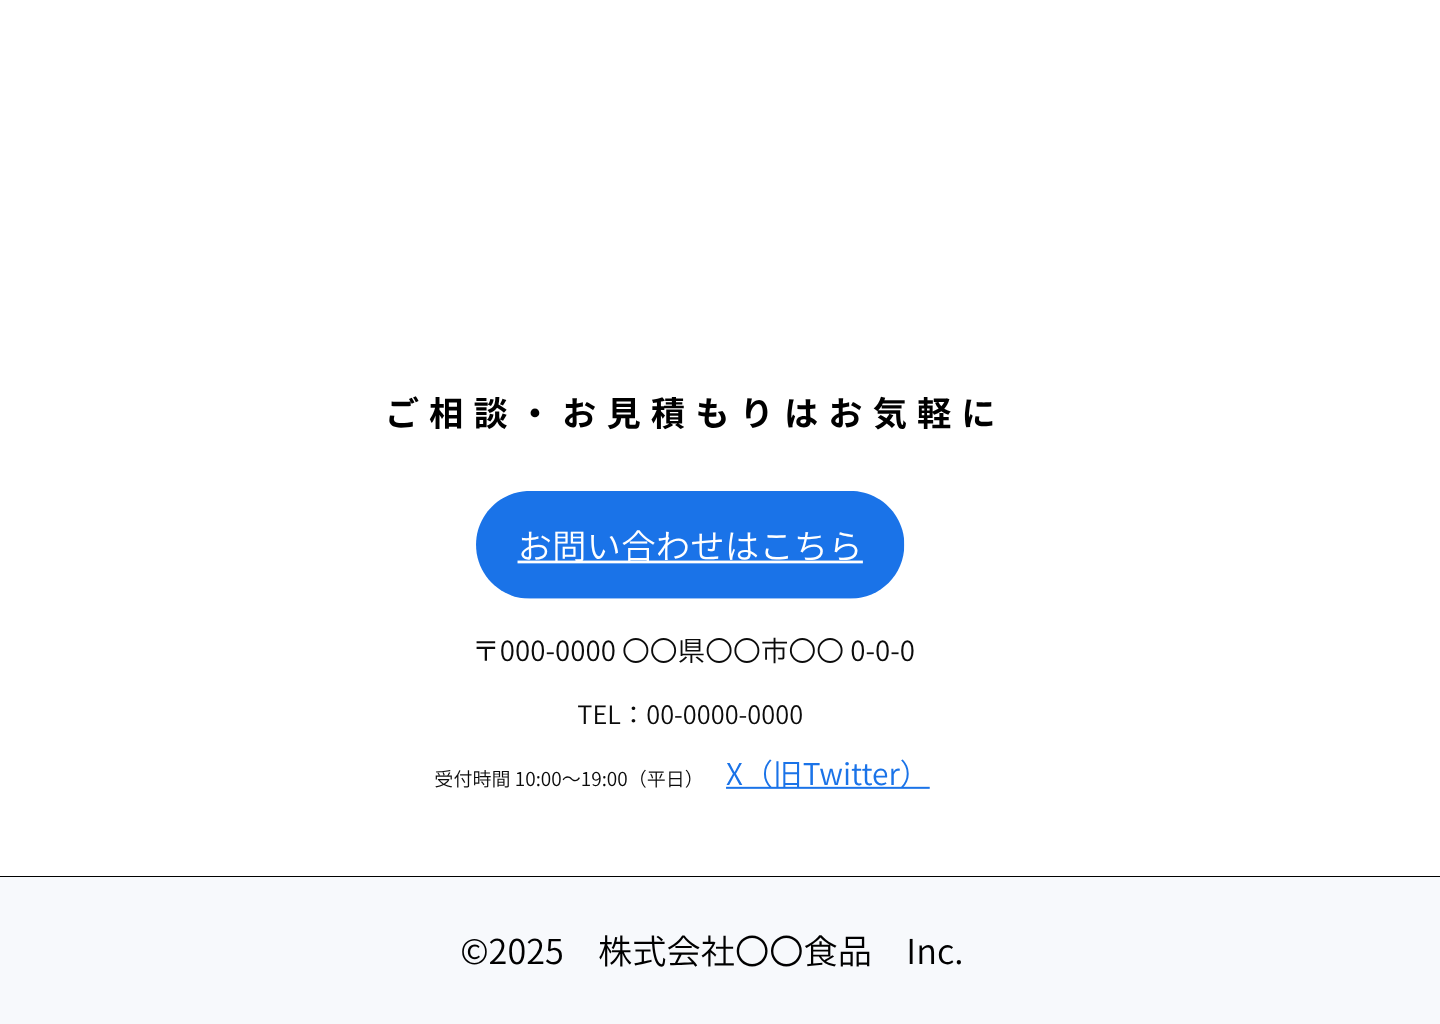 ご相談・お見積もりはお気軽に
お問い合わせはこちら
〒000-0000 〇〇県〇〇市〇〇 0-0-0
TEL：00-0000-0000
受付時間 10:00～19:00（平日）　X（旧Twitter）
©2025　株式会社〇〇食品　Inc.